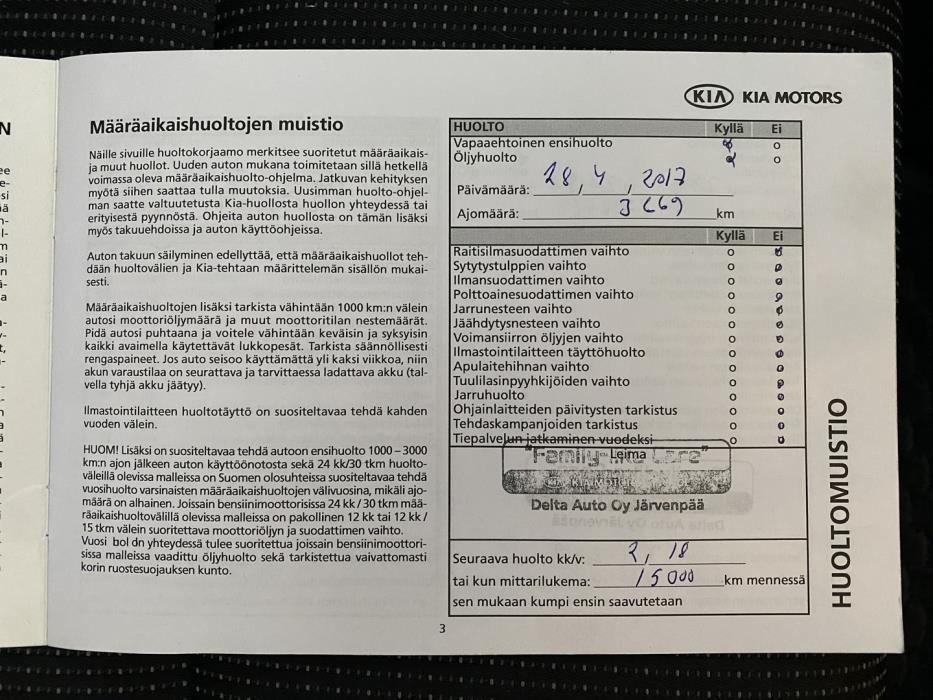 KIA KIA MOTORS
Määräaikaishuoltojen muistio
Näille sivuille huoltokorjaamo merkitsee suoritetut määräaikais-
ja muut huollot. Uuden auton mukana toimitetaan sillä hetkellä
voimassa oleva määräaikaishuolto-ohjelma. Jatkuvan kehityksen
myötä siihen saattaa tulla muutoksia. Uusimman huolto-ohjel-
man saatte valtuutetusta Kia-huollosta huollon yhteydessä tai
erityisestä pyynnöstä. Ohjeita auton huollosta on tämän lisäksi
myös takuuehdoissa ja auton käyttöohjeissa.
Auton takuun säilyminen edellyttää, että määräaikaishuollot teh-
dään huoltovälien ja Kia-tehtaan määrittelemän sisällön mukai-
sesti.
Määräaikaishuoltojen lisäksi tarkista vähintään 1000 km:n välein
autosi moottoriöljymäärä ja muut moottoritilan nestemäärät.
Pidä autosi puhtaana ja voitele vähintään keväisin ja syksyisin
kaikki avaimella käytettävät lukkopesät. Tarkista säännöllisesti
rengaspaineet. Jos auto seisoo käyttämättä yli kaksi viikkoa, niin
akun varaustilaa on seurattava ja tarvittaessa ladattava akku (tal-
vella tyhjä akku jäätyy).
Ilmastointilaitteen huoltotäyttö on suositeltavaa tehdä kahden
vuoden välein.
HUOM! Lisäksi on suositeltavaa tehdä autoon ensihuolto 1000 – 3000
km:n ajon jälkeen auton käyttöönotosta sekä 24 kk/30 tkm huolto-
väleillä olevissa malleissa on Suomen olosuhteissa suositeltavaa tehdä
vuosihuolto varsinaisten määräaikaishuoltojen välivuosina, mikäli ajo-
määrä on alhainen. Joissain bensiinimoottorisissa 24 kk / 30 tkm mää-
räaikaishuoltovälillä olevissa malleissa on pakollinen 12 kk tai 12 kk /
15 tkm välein suoritettava moottoriöljyn ja suodattimen vaihto.
Vuosi bol dn yhteydessä tulee suoritettua joissain bensiinimoottori-
sissa malleissa vaadittu öljyhuolto sekä tarkistettua vaivattomasti
korin ruostesuojauksen kunto.
HUOLTO Kyllä Ei
Vapaaehtoinen ensihuolto o
Öljyhuolto o
Päivämäärä: 28 / 4 / 2017
Ajomäärä: 3269 km
Kyllä Ei
Raitisilmasuodattimen vaihto o
Sytytystulppien vaihto o
Ilmansuodattimen vaihto o
Polttoainesuodattimen vaihto o
Jarrunesteen vaihto o
Jäähdytysnesteen vaihto o
Voimansiirron öljyjen vaihto o
Ilmastointilaitteen täyttöhuolto o
Apulaitehihnan vaihto o
Tuulilasinpyyhkijöiden vaihto o
Jarruhuolto o
Ohjainlaitteiden päivitysten tarkistus o
Tehdaskampanjoiden tarkistus o
Tiepalvelun jatkaminen vuodeksi o
Leima
"Family-like Care"
KIA MOTORS
Delta Auto Oy Järvenpää
Seuraava huolto kk/v: 2, 18
tai kun mittarilukema: 15000 km mennessä
sen mukaan kumpi ensin saavutetaan
HUOLTOMUISTIO
3